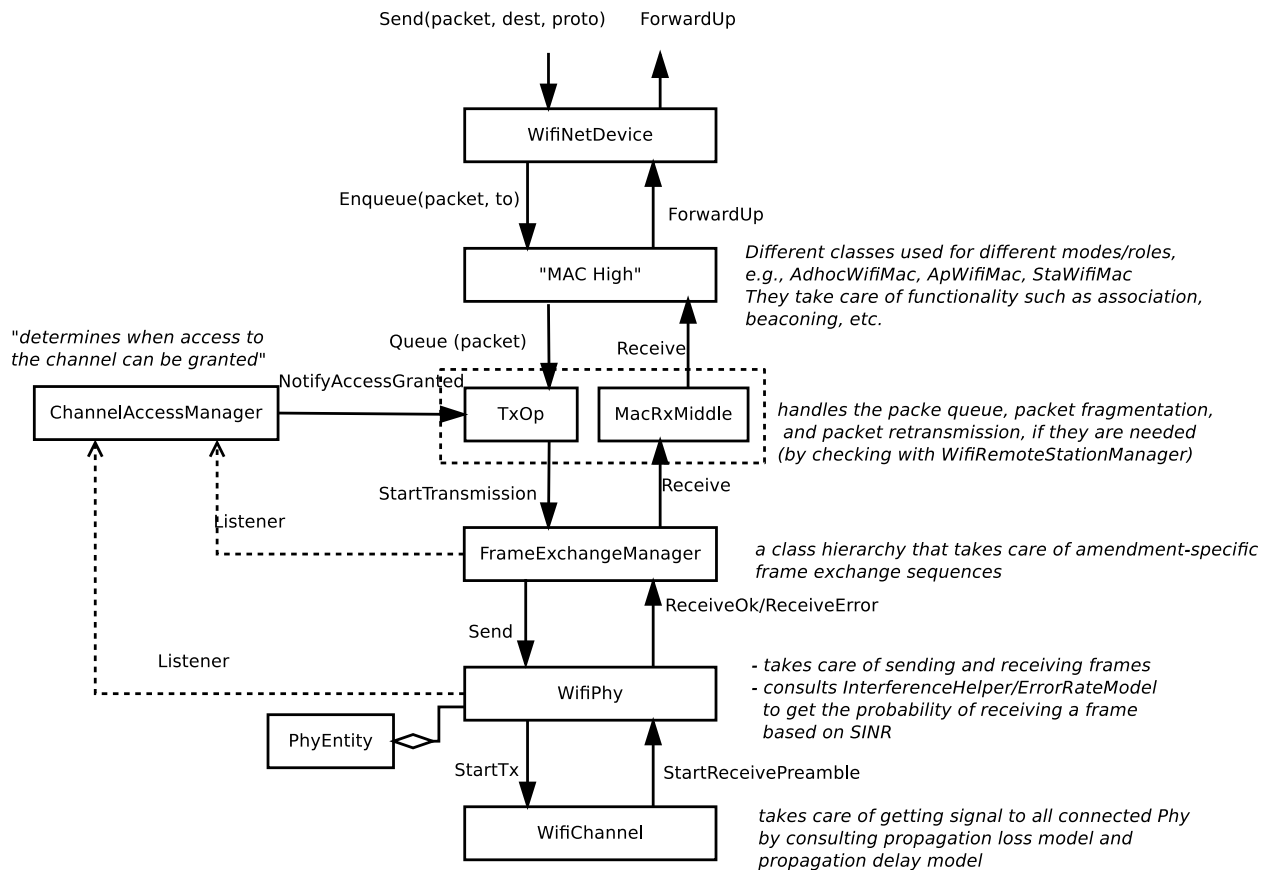 Send(packet, dest, proto)
ForwardUp
WifiNetDevice
Enqueue(packet, to)
ForwardUp
"MAC High"
Different classes used for different modes/roles,
e.g., AdhocWifiMac, ApWifiMac, StaWifiMac
They take care of functionality such as association,
beaconing, etc.
"determines when access to
the channel can be granted"
Queue (packet)
Receive
NotifyAccessGranted
ChannelAccessManager
TxOp
MacRxMiddle
handles the packe queue, packet fragmentation,
and packet retransmission, if they are needed
(by checking with WifiRemoteStationManager)
StartTransmission
Receive
Listener
FrameExchangeManager
a class hierarchy that takes care of amendment-specific
frame exchange sequences
ReceiveOk/ReceiveError
Send
Listener
WifiPhy
- takes care of sending and receiving frames
- consults InterferenceHelper/ErrorRateModel
to get the probability of receiving a frame
based on SINR
PhyEntity
StartTx
StartReceivePreamble
WifiChannel
takes care of getting signal to all connected Phy
by consulting propagation loss model and
propagation delay model